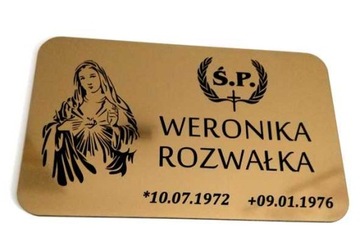 Ś.P.
WERONIKA
ROZWAŁKA
*10.07.1972 +09.01.1976